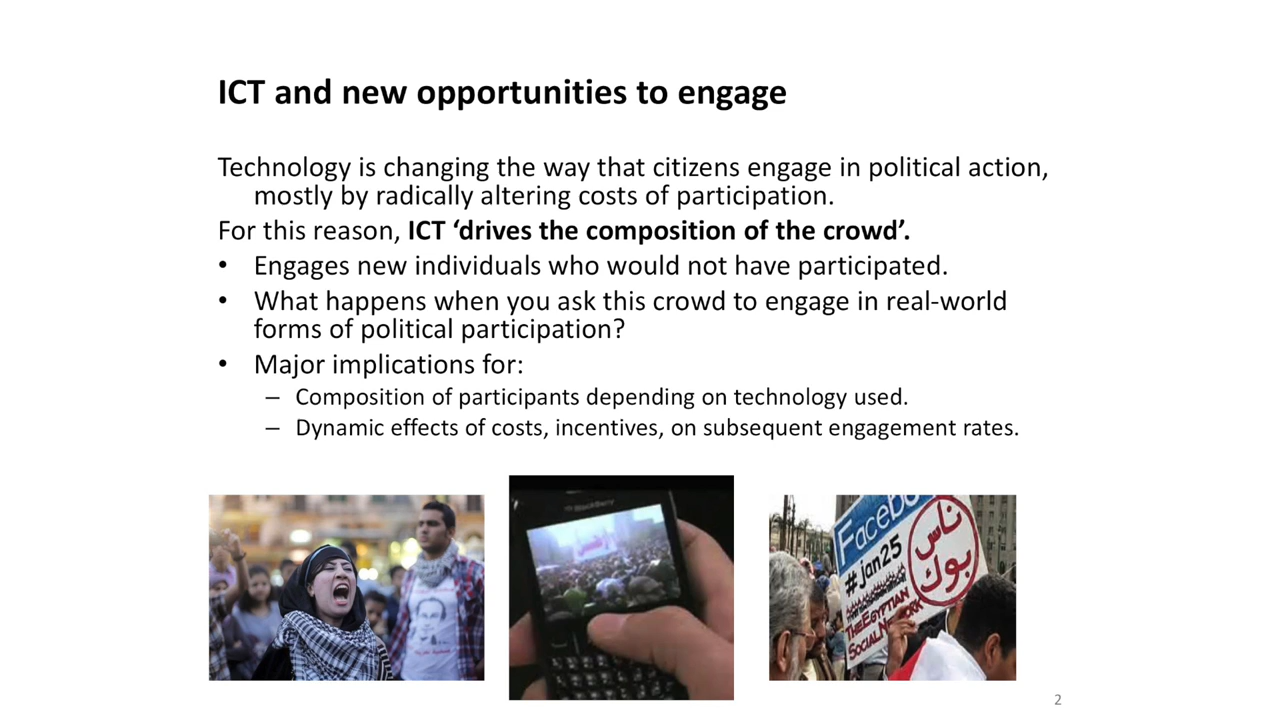 ICT and new opportunities to engage
Technology is changing the way that citizens engage in political action,
mostly by radically altering costs of participation.
For this reason, ICT ‘drives the composition of the crowd’.
• Engages new individuals who would not have participated.
• What happens when you ask this crowd to engage in real-world
forms of political participation?
• Major implications for:
– Composition of participants depending on technology used.
– Dynamic effects of costs, incentives, on subsequent engagement rates.
BlackBerry
Facebo
#jan25
THE EGYPTIAN
SOCIAL NETWORK
ناس
بوك
2